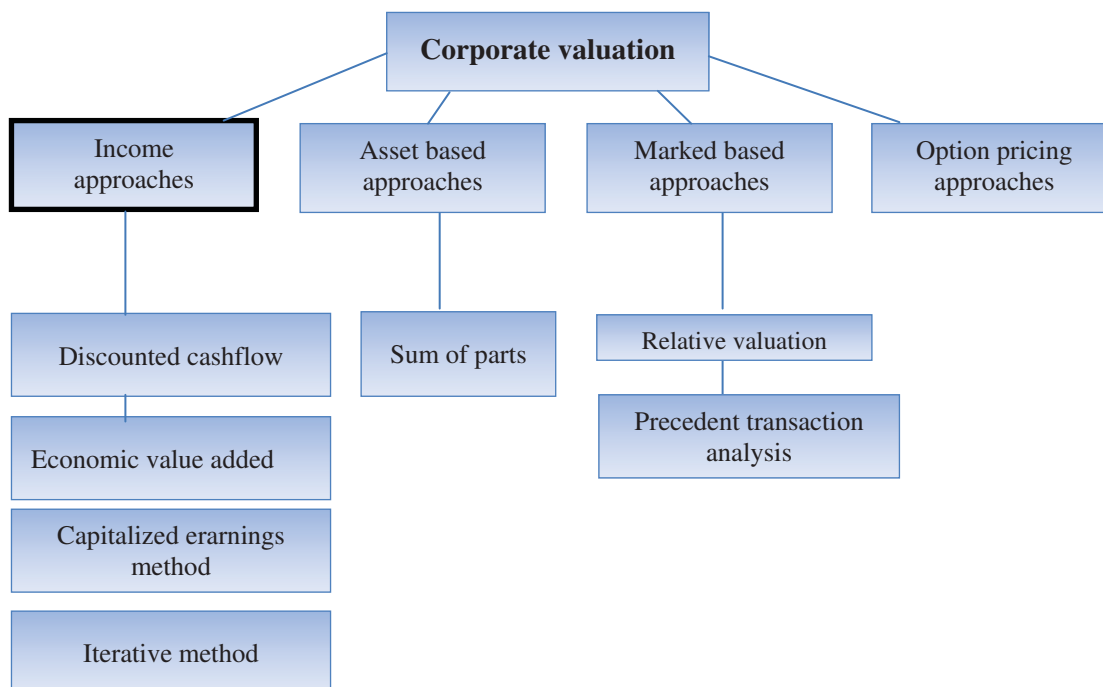 Corporate valuation
Income
approaches
Asset based
approaches
Marked based
approaches
Option pricing
approaches
Discounted cashflow
Sum of parts
Relative valuation
Precedent transaction
analysis
Economic value added
Capitalized erarnings
method
Iterative method